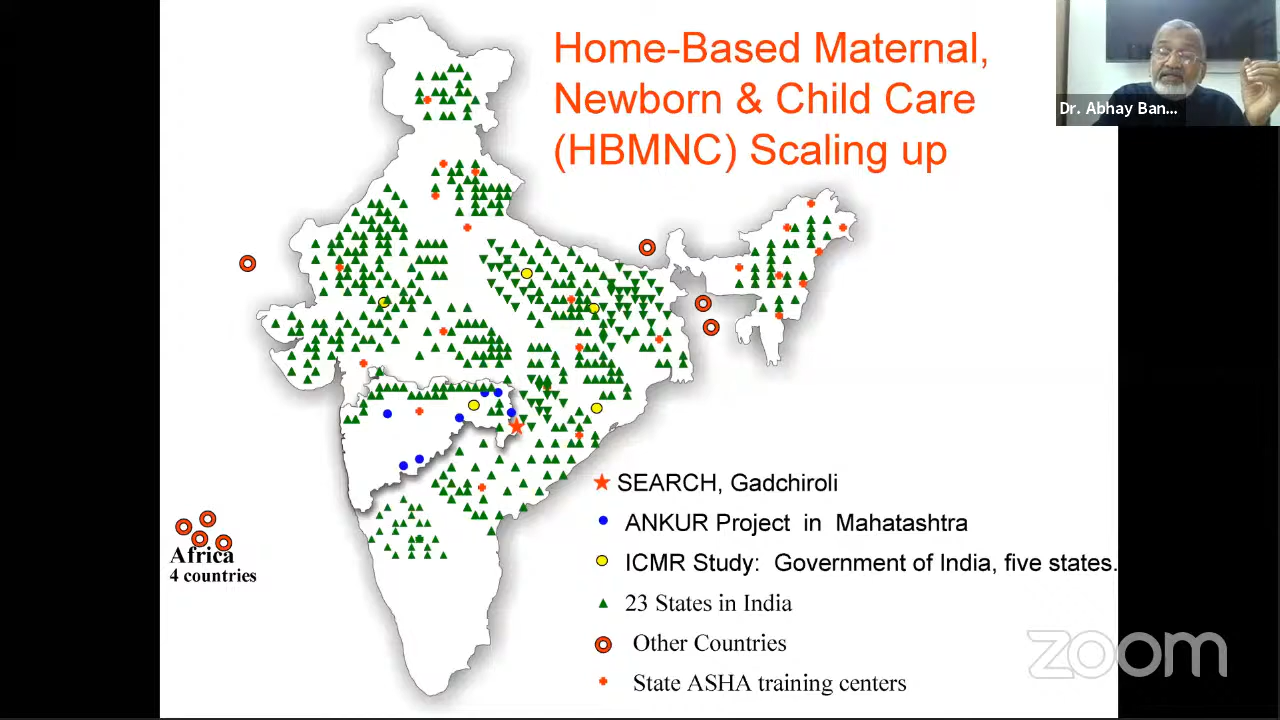 Home-Based Maternal,
Newborn & Child Care
(HBMNC) Scaling up
Dr. Abhay Ban...
SEARCH, Gadchiroli
ANKUR Project in Mahatashtra
ICMR Study: Government of India, five states.
23 States in India
Other Countries
State ASHA training centers
Africa
4 countries
zoom